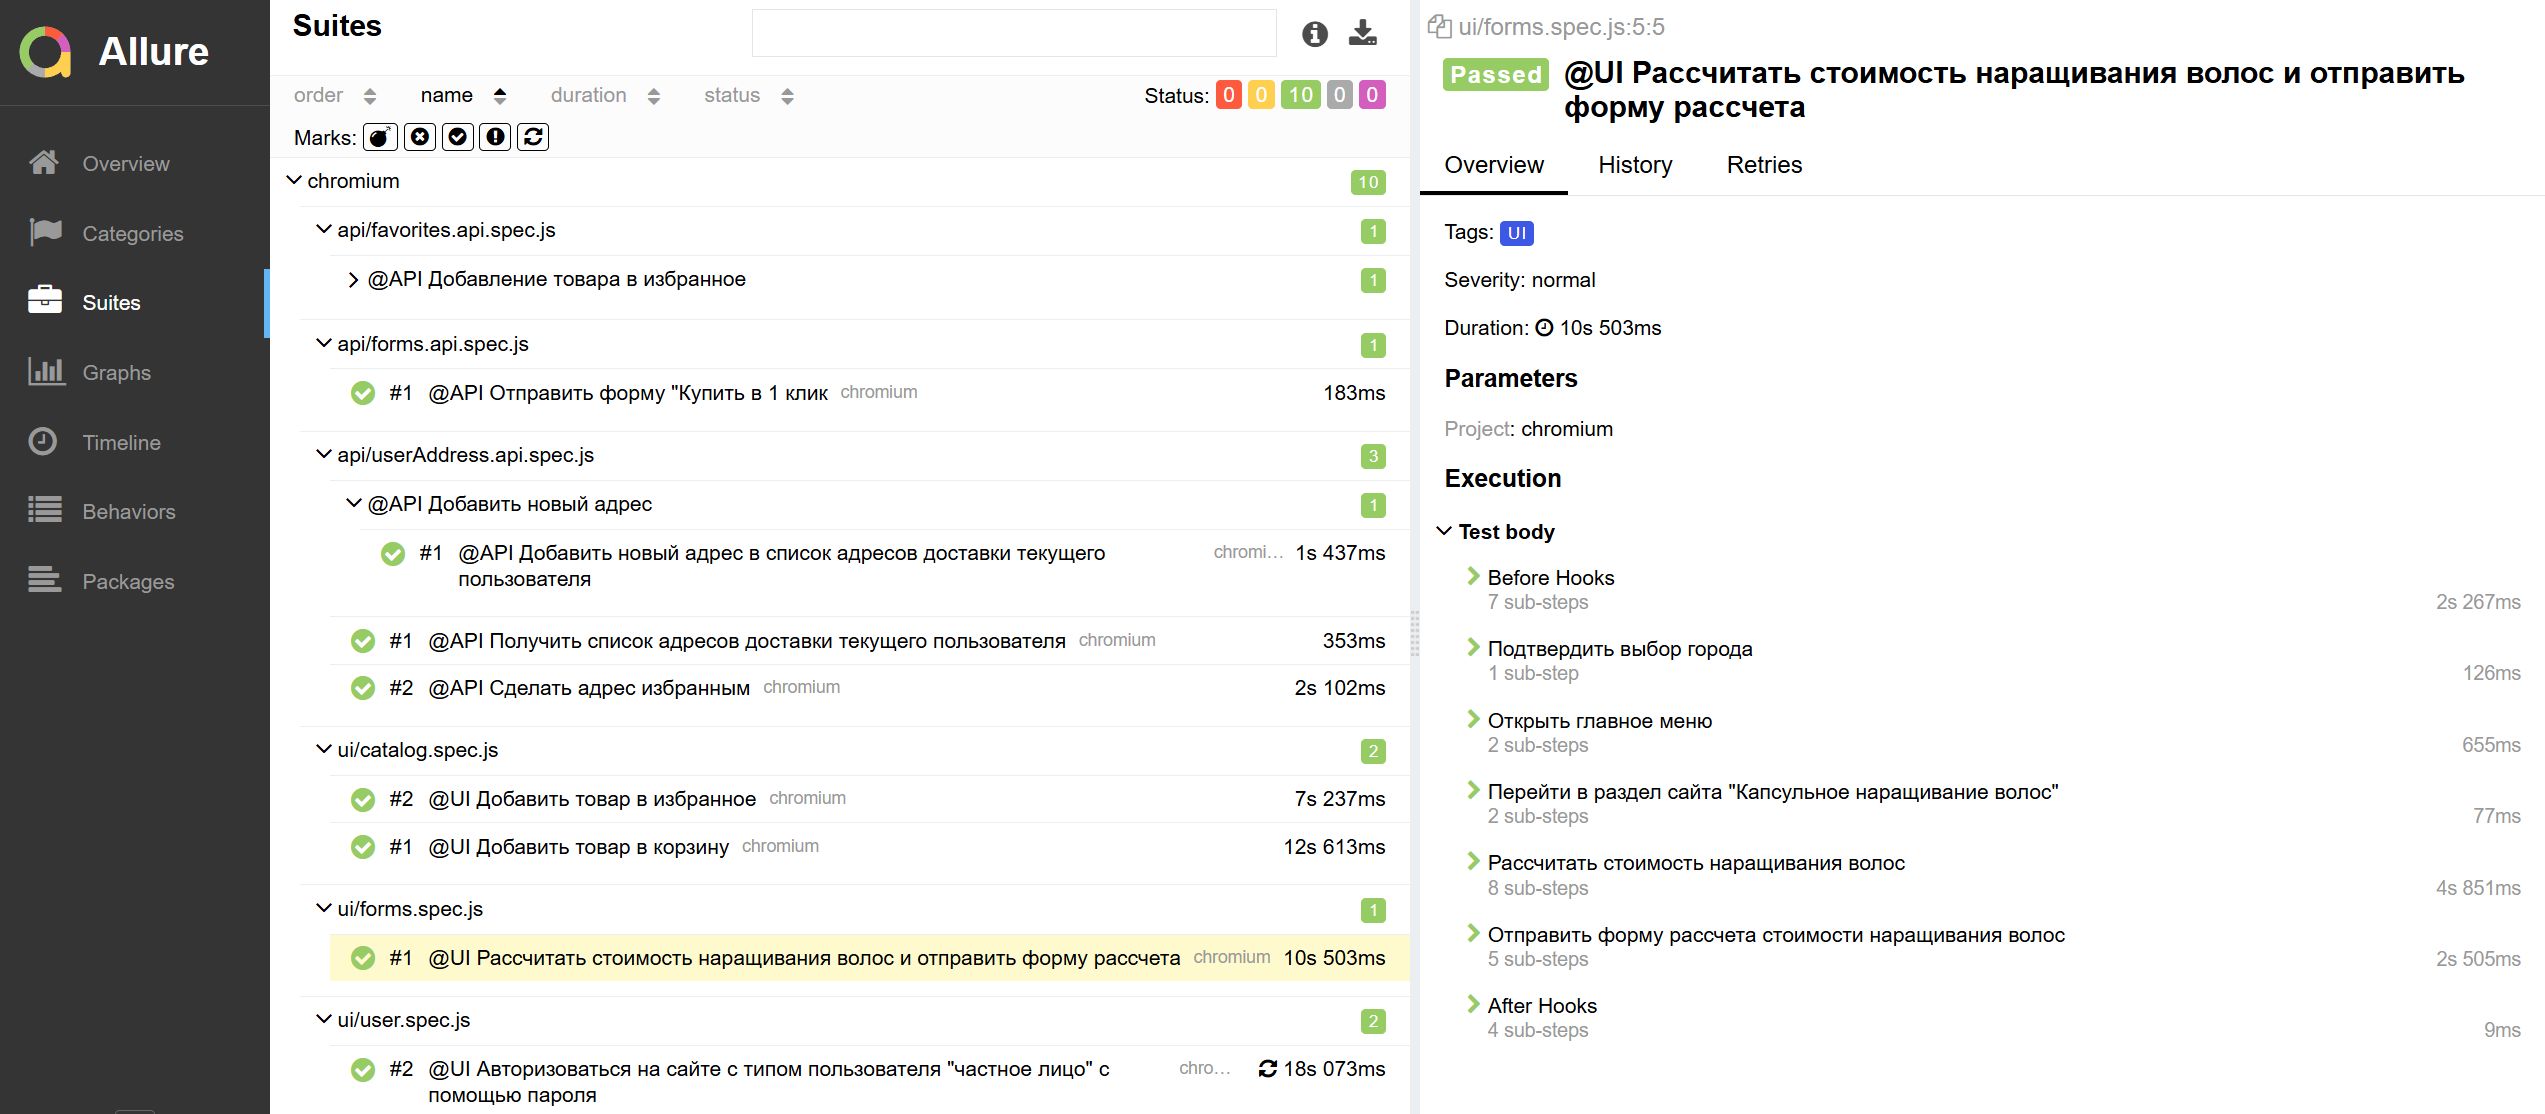 Allure
Overview
Categories
Suites
Graphs
Timeline
Behaviors
Packages
Suites
order name duration status Status: 0 0 10 0 0
Marks:
chromium 10
api/favorites.api.spec.js 1
@API Добавление товара в избранное 1
api/forms.api.spec.js 1
#1 @API Отправить форму "Купить в 1 клик chromium 183ms
api/userAddress.api.spec.js 3
@API Добавить новый адрес 1
#1 @API Добавить новый адрес в список адресов доставки текущего chromi... 1s 437ms
пользователя
#1 @API Получить список адресов доставки текущего пользователя chromium 353ms
#2 @API Сделать адрес избранным chromium 2s 102ms
ui/catalog.spec.js 2
#2 @UI Добавить товар в избранное chromium 7s 237ms
#1 @UI Добавить товар в корзину chromium 12s 613ms
ui/forms.spec.js 1
#1 @UI Рассчитать стоимость наращивания волос и отправить форму рассчета chromium 10s 503ms
ui/user.spec.js 2
#2 @UI Авторизоваться на сайте с типом пользователя "частное лицо" с chro... 18s 073ms
помощью пароля
ui/forms.spec.js:5:5
Passed @UI Рассчитать стоимость наращивания волос и отправить
форму рассчета
Overview History Retries
Tags: UI
Severity: normal
Duration: 10s 503ms
Parameters
Project: chromium
Execution
Test body
Before Hooks
7 sub-steps 2s 267ms
Подтвердить выбор города
1 sub-step 126ms
Открыть главное меню
2 sub-steps 655ms
Перейти в раздел сайта "Капсульное наращивание волос"
2 sub-steps 77ms
Рассчитать стоимость наращивания волос
8 sub-steps 4s 851ms
Отправить форму рассчета стоимости наращивания волос
5 sub-steps 2s 505ms
After Hooks
4 sub-steps 9ms